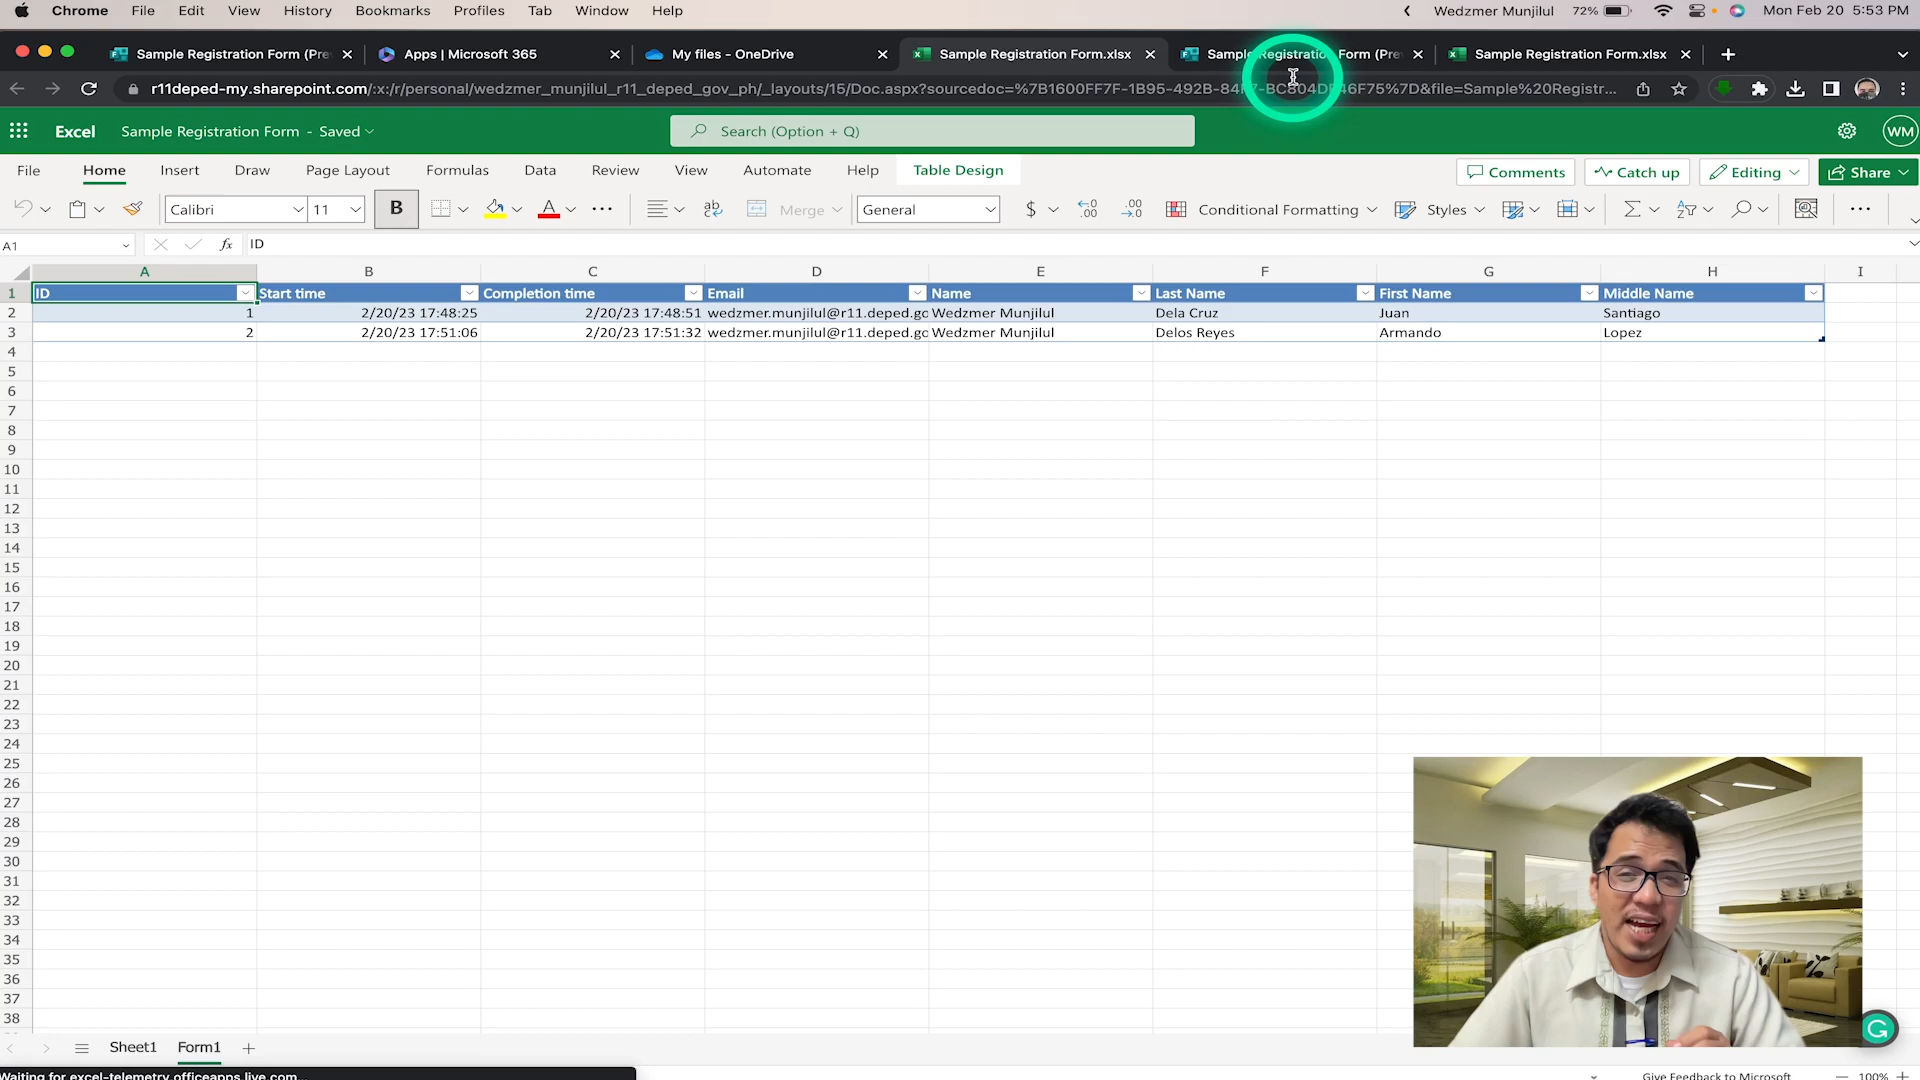 Chrome File Edit View History Bookmarks Profiles Tab Window Help Wedzmer Munjilul 72% Mon Feb 20 5:53 PM
Sample Registration Form (Pre Apps | Microsoft 365 My files - OneDrive Sample Registration Form.xlsx Sample Registration Form (Pre Sample Registration Form.xlsx
r11deped-my.sharepoint.com/:x:/r/personal/wedzmer_munjilul_r11_deped_gov_ph/_layouts/15/Doc.aspx?sourcedoc=%7B1600FF7F-1B95-492B-84 46F75%7D&file=Sample%20Registr...
Excel Sample Registration Form - Saved Search (Option + Q) WM
File Home Insert Draw Page Layout Formulas Data Review View Automate Help Table Design Comments Catch up Editing Share
Calibri 11 B A ab Merge General $ .00 .00 Conditional Formatting Styles
A1 fx ID
A B C D E F G H I
1 ID Start time Completion time Email Name Last Name First Name Middle Name
2 1 2/20/23 17:48:25 2/20/23 17:48:51 wedzmer.munjilul@r11.deped.gc Wedzmer Munjilul Dela Cruz Juan Santiago
3 2 2/20/23 17:51:06 2/20/23 17:51:32 wedzmer.munjilul@r11.deped.gc Wedzmer Munjilul Delos Reyes Armando Lopez
4
5
6
7
8
9
10
11
12
13
14
15
16
17
18
19
20
21
22
23
24
25
26
27
28
29
30
31
32
33
34
35
36
37
38
Sheet1 Form1
Waiting for excel-telemetry.officeapps.live.com... Give Feedback to Microsoft 100%